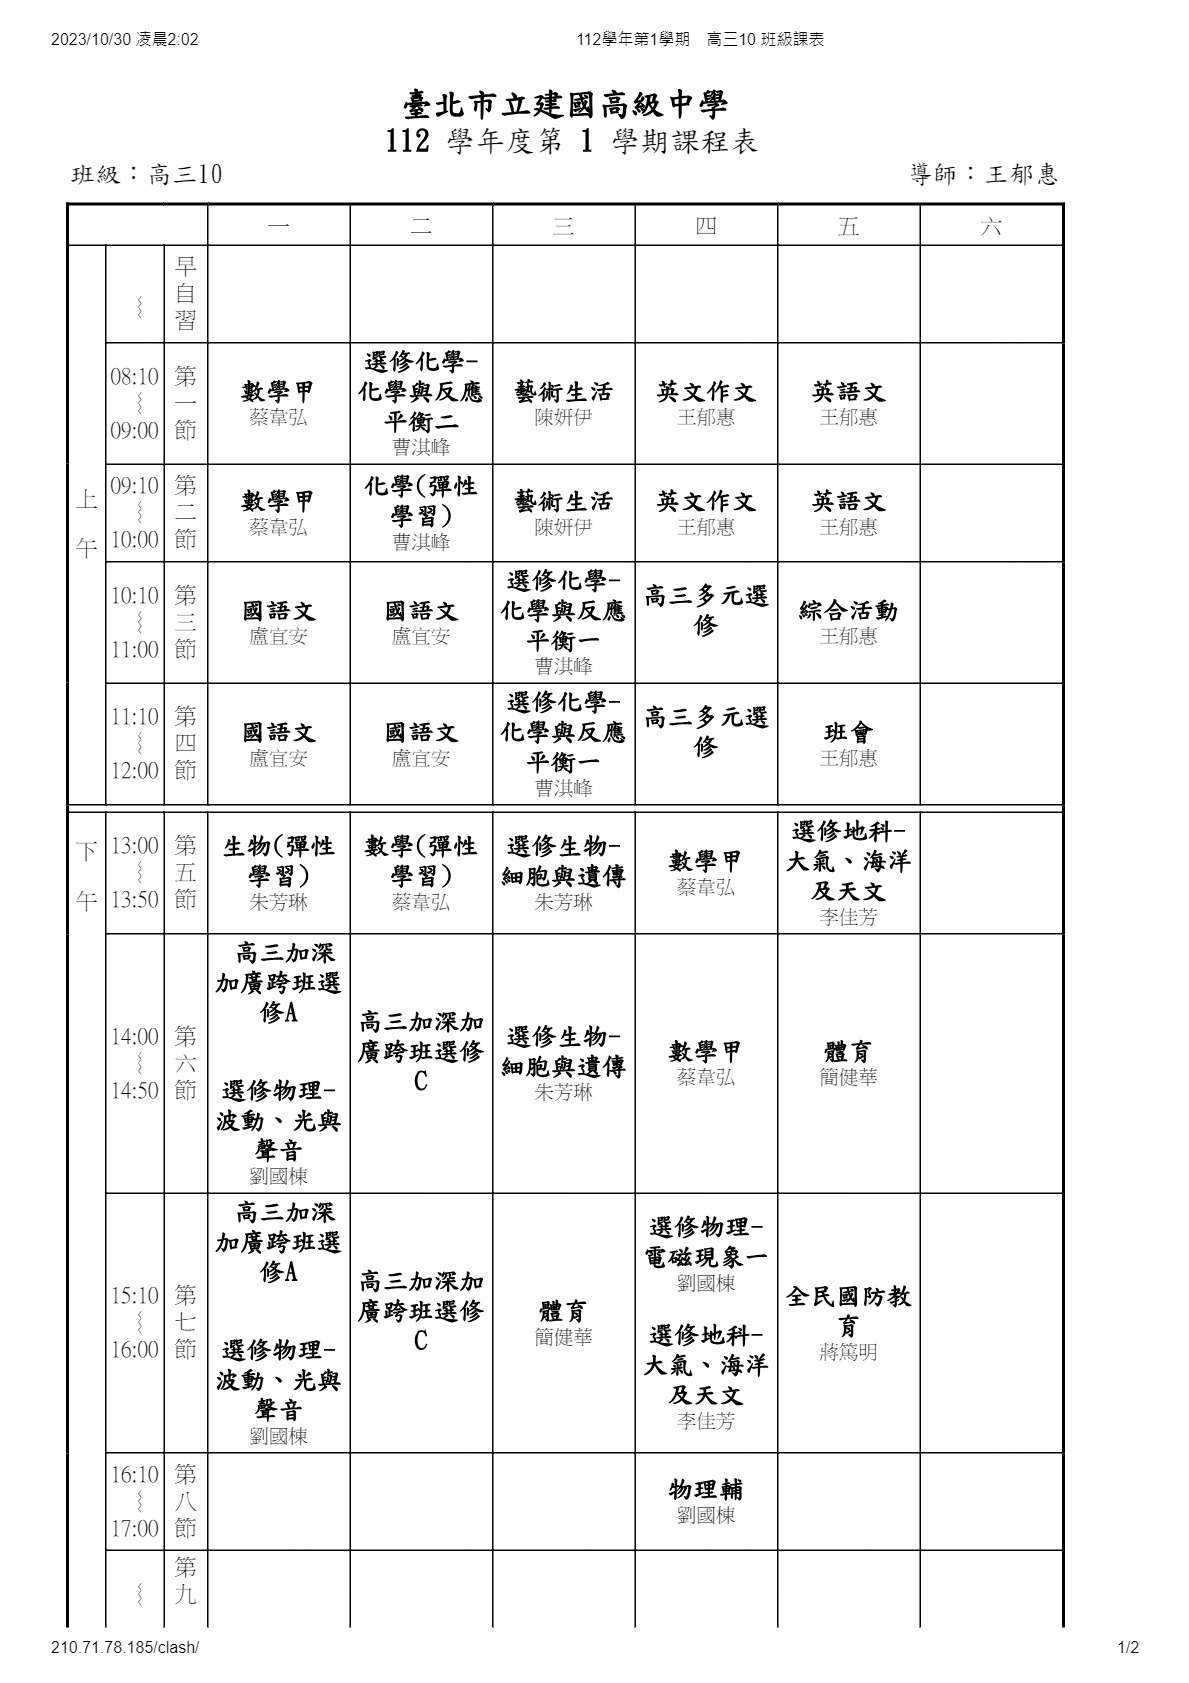 2023/10/30 凌晨2:02
112學年第1學期　高三10 班級課表
臺北市立建國高級中學
112 學年度第 1 學期課程表
班級：高三10
導師：王郁惠
一
二
三
四
五
六
上
午
～
早
自
習
08:10
～
09:00
第
一
節
數學甲
蔡韋弘
選修化學-
化學與反應
平衡二
曹淇峰
藝術生活
陳妍伊
英文作文
王郁惠
英語文
王郁惠
09:10
～
10:00
第
二
節
數學甲
蔡韋弘
化學(彈性
學習)
曹淇峰
藝術生活
陳妍伊
英文作文
王郁惠
英語文
王郁惠
10:10
～
11:00
第
三
節
國語文
盧宜安
國語文
盧宜安
選修化學-
化學與反應
平衡一
曹淇峰
高三多元選
修
綜合活動
王郁惠
11:10
～
12:00
第
四
節
國語文
盧宜安
國語文
盧宜安
選修化學-
化學與反應
平衡一
曹淇峰
高三多元選
修
班會
王郁惠
下
午
13:00
～
13:50
第
五
節
生物(彈性
學習)
朱芳琳
數學(彈性
學習)
蔡韋弘
選修生物-
細胞與遺傳
朱芳琳
數學甲
蔡韋弘
選修地科-
大氣、海洋
及天文
李佳芳
14:00
～
14:50
第
六
節
高三加深
加廣跨班選
修A
選修物理-
波動、光與
聲音
劉國棟
高三加深加
廣跨班選修
C
選修生物-
細胞與遺傳
朱芳琳
數學甲
蔡韋弘
體育
簡健華
15:10
～
16:00
第
七
節
高三加深
加廣跨班選
修A
選修物理-
波動、光與
聲音
劉國棟
高三加深加
廣跨班選修
C
體育
簡健華
選修物理-
電磁現象一
劉國棟
選修地科-
大氣、海洋
及天文
李佳芳
全民國防教
育
蔣篤明
16:10
～
17:00
第
八
節
物理輔
劉國棟
～
第
九
210.71.78.185/clash/
1/2